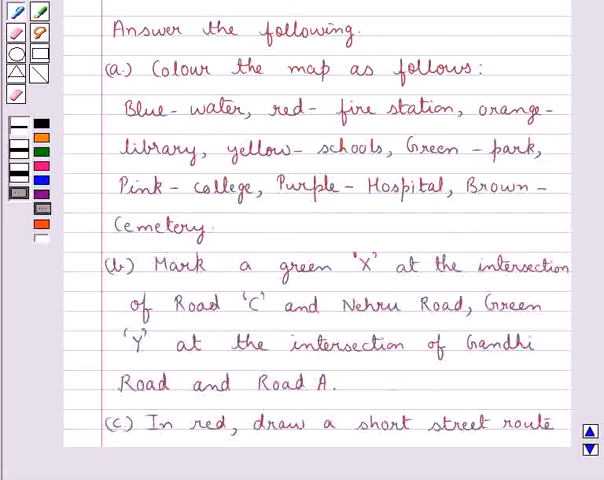 Answer the following.
(a.) Colour the map as follows:
Blue - water, red - fire station, orange -
library, yellow - schools, Green - park,
Pink - college, Purple - Hospital, Brown -
Cemetery.
(b) Mark a green 'X' at the intersection
of Road 'C' and Nehru Road, Green
'Y' at the intersection of Gandhi
Road and Road A.
(c) In red, draw a short street route